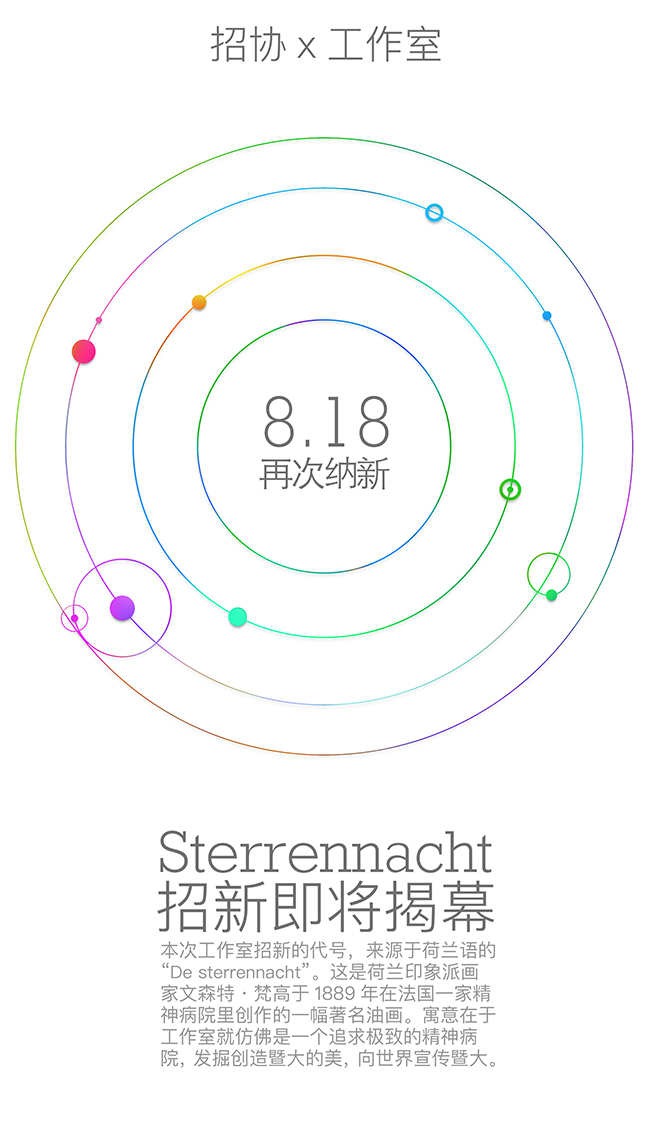 招协 x 工作室
8.18
再次纳新
Sterrennacht
招新即将揭幕
本次工作室招新的代号，来源于荷兰语的
“De sterrennacht”。这是荷兰印象派画
家文森特·梵高于 1889 年在法国一家精
神病院里创作的一幅著名油画。寓意在于
工作室就仿佛是一个追求极致的精神病
院, 发掘创造暨大的美, 向世界宣传暨大。